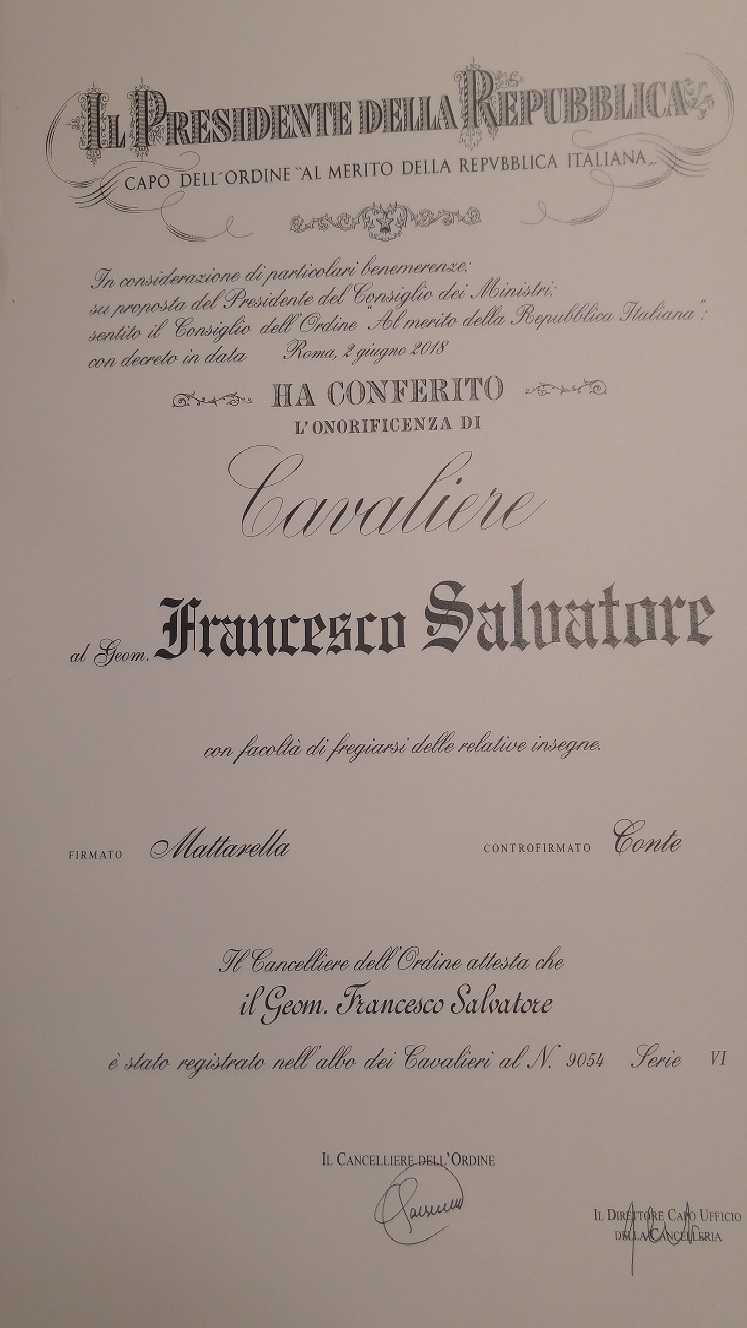 IL PRESIDENTE DELLA REPUBBLICA
CAPO DELL'ORDINE "AL MERITO DELLA REPVBBLICA ITALIANA"
In considerazione di particolari benemerenze;
su proposta del Presidente del Consiglio dei Ministri;
sentito il Consiglio dell'Ordine "Al merito della Repubblica Italiana";
con decreto in data Roma, 2 giugno 2018
HA CONFERITO
L'ONORIFICENZA DI
Cavaliere
al Geom. Francesco Salvatore
con facoltà di fregiarsi delle relative insegne.
FIRMATO Mattarella CONTROFIRMATO Conte
Il Cancelliere dell'Ordine attesta che
il Geom. Francesco Salvatore
è stato registrato nell'albo dei Cavalieri al N. 9054 Serie VI
IL CANCELLIERE DELL'ORDINE
IL DIRETTORE CAPO UFFICIO
DELLA CANCELLERIA